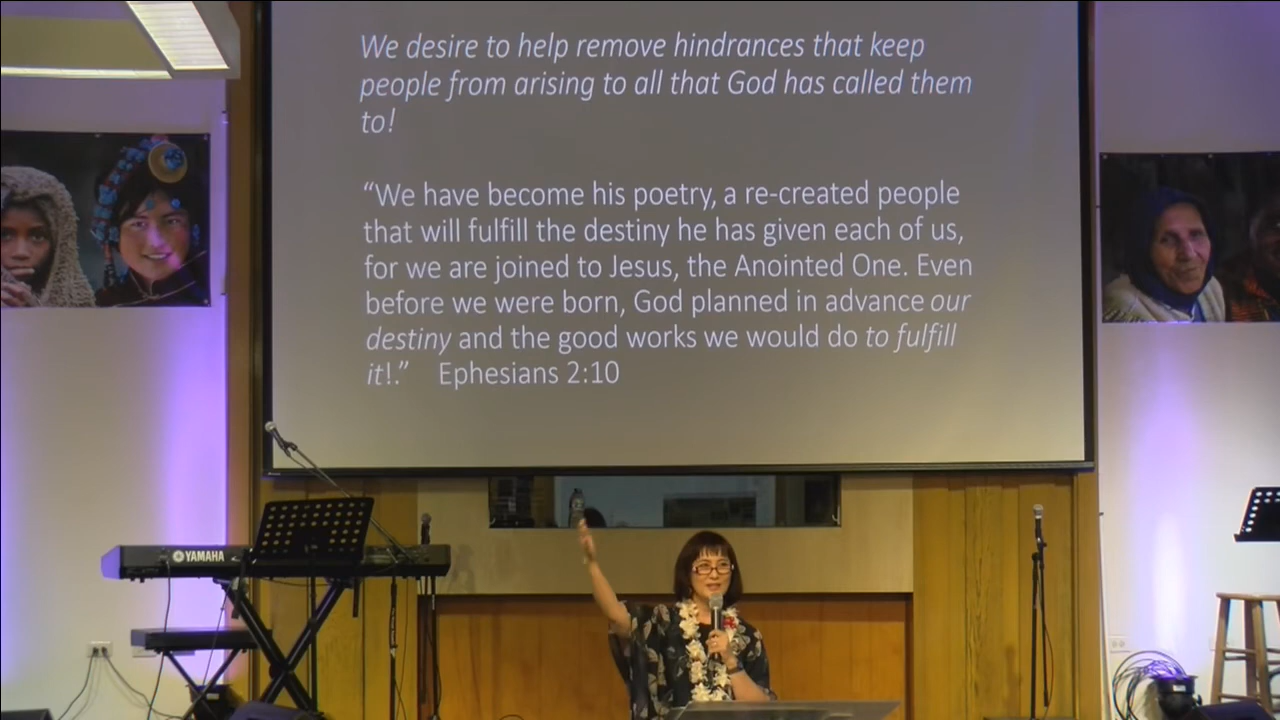 We desire to help remove hindrances that keep
people from arising to all that God has called them
to!
“We have become his poetry, a re-created people
that will fulfill the destiny he has given each of us,
for we are joined to Jesus, the Anointed One. Even
before we were born, God planned in advance our
destiny and the good works we would do to fulfill
it!.” Ephesians 2:10
YAMAHA